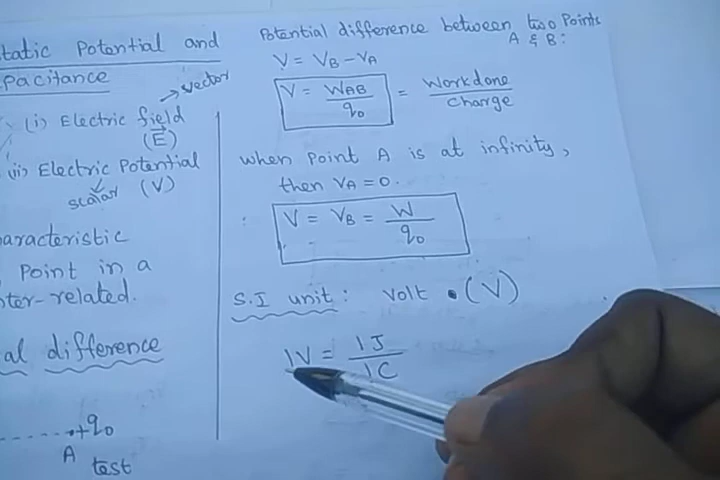 tatic Potential and
pacitance
(i) Electric field → vector
(E⃗)
(ii) Electric Potential
scalar (V)
aracteristic
Point in a
ter-related.
al difference
+q₀
A
test
Potential difference between two Points
A & B:
V = VB - VA
V = WAB/q₀ = Workdone/Charge
when Point A is at infinity,
then VA = 0.
V = VB = W/q₀
S.I unit : Volt (V)
1V = 1J/1C